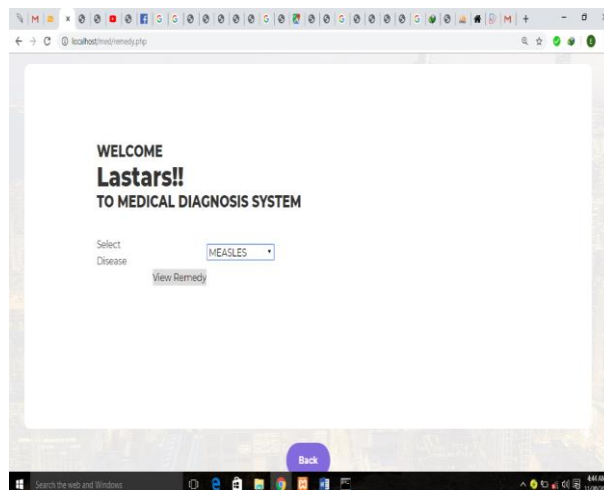 localhost/med/remedy.php
WELCOME
Lastars!!
TO MEDICAL DIAGNOSIS SYSTEM
Select
Disease
MEASLES
View Remedy
Back
Search the web and Windows